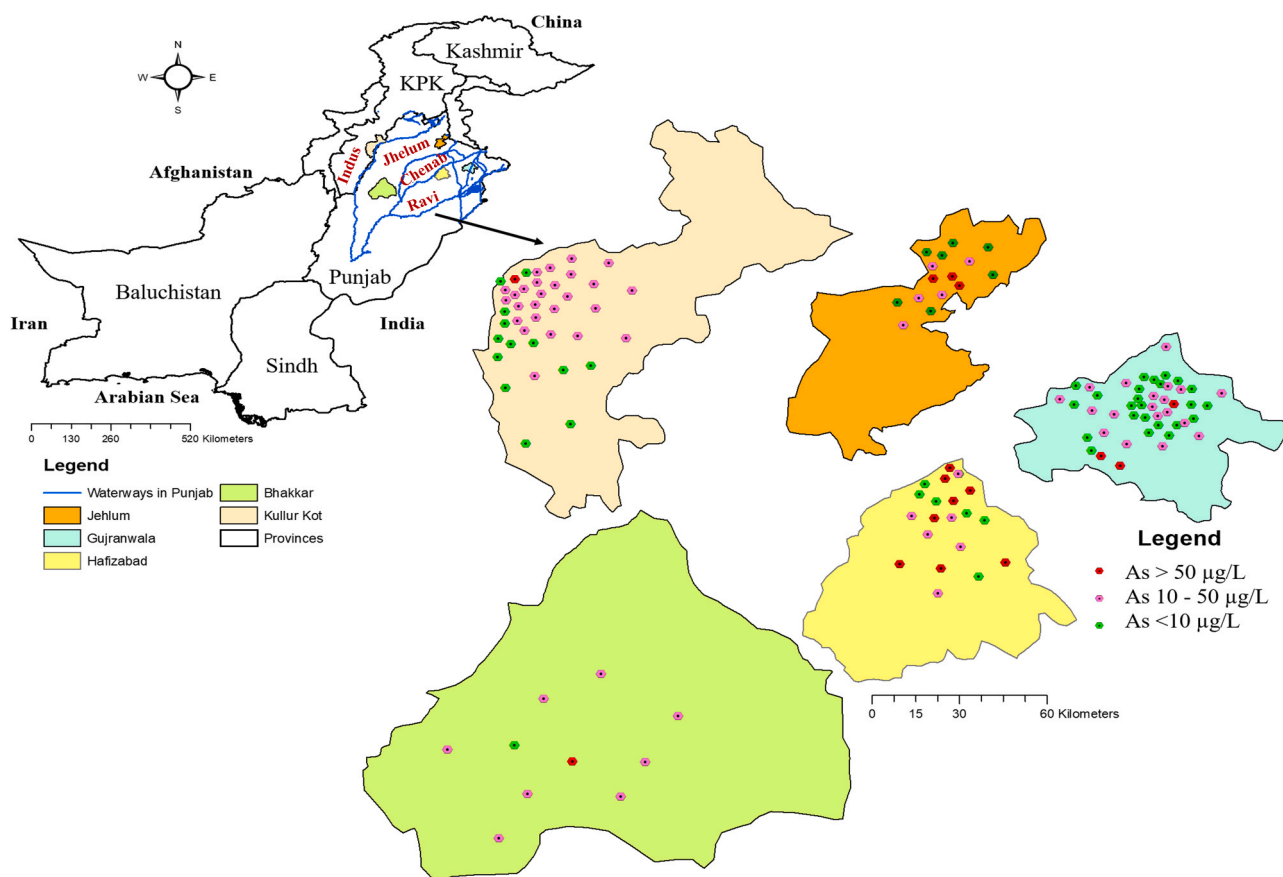 China
Kashmir
N
W E
S
KPK
Indus
Jhelum
Chenab
Ravi
Afghanistan
Punjab
Baluchistan
Iran
India
Sindh
Arabian Sea
0 130 260 520 Kilometers
Legend
Waterways in Punjab
Jehlum
Gujranwala
Hafizabad
Bhakkar
Kullur Kot
Provinces
Legend
As > 50 µg/L
As 10 - 50 µg/L
As <10 µg/L
0 15 30 60 Kilometers